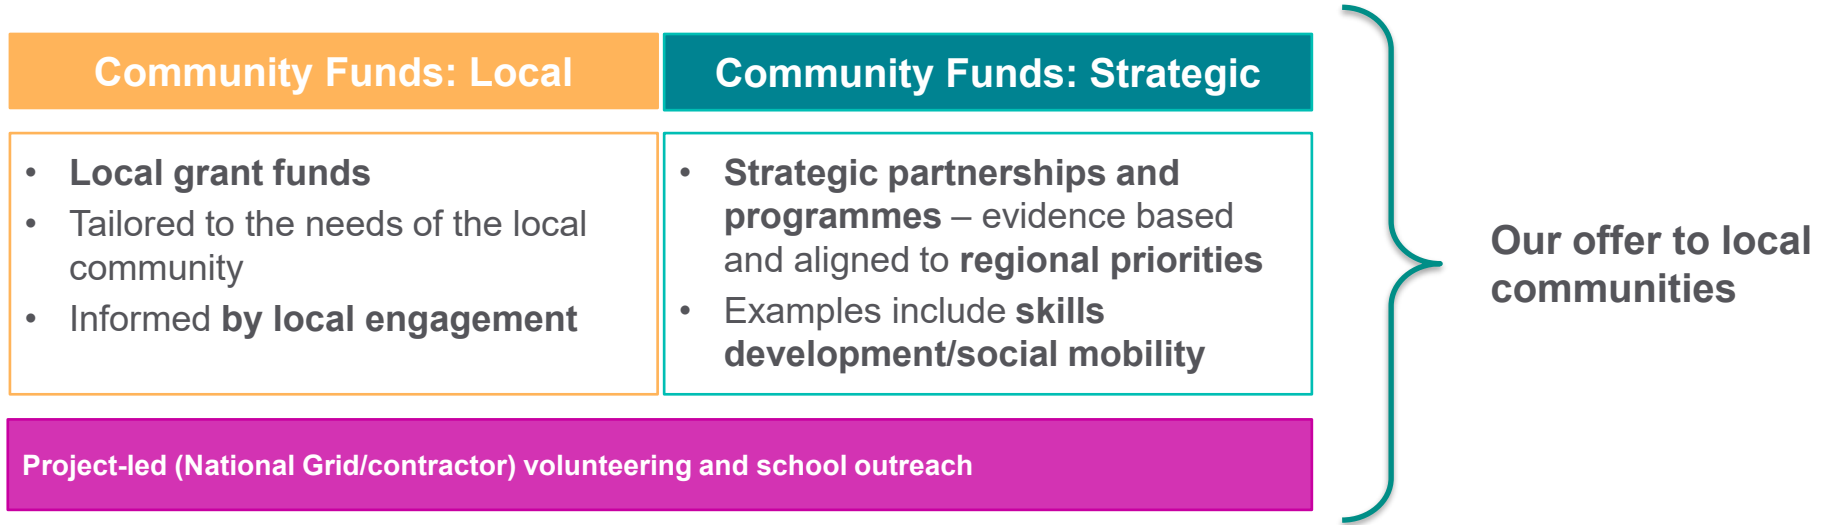 Community Funds: Local
• Local grant funds
• Tailored to the needs of the local
community
• Informed by local engagement
Community Funds: Strategic
• Strategic partnerships and
programmes – evidence based
and aligned to regional priorities
• Examples include skills
development/social mobility
Project-led (National Grid/contractor) volunteering and school outreach
Our offer to local
communities